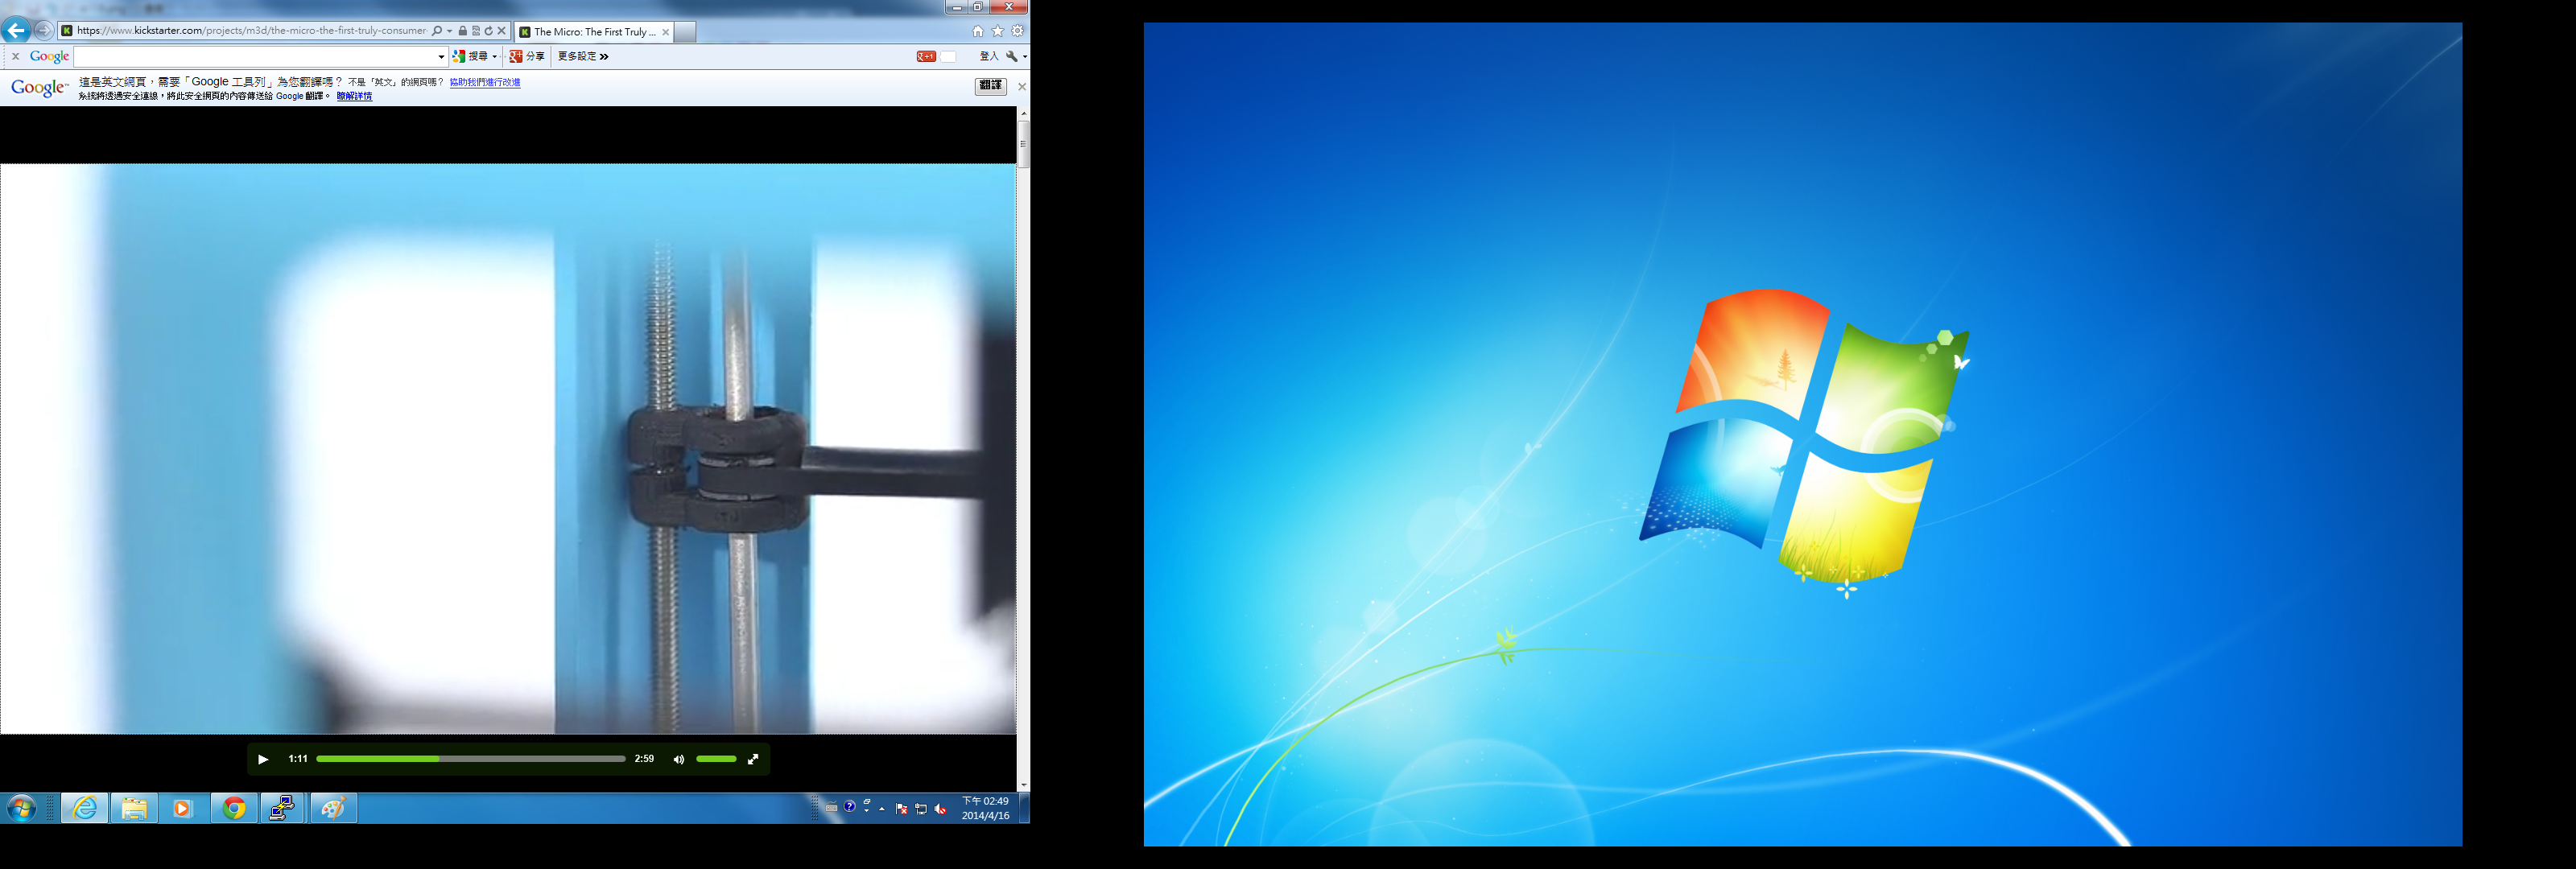 https://www.kickstarter.com/projects/m3d/the-micro-the-first-truly-consumer-
The Micro: The First Truly ...
Google
搜尋
分享
更多設定
+1
登入
Google
這是英文網頁，需要「Google 工具列」為您翻譯嗎？ 不是「英文」的網頁嗎？ 協助我們進行改進
系統將透過安全連線，將此安全網頁的內容傳送給 Google 翻譯。 瞭解詳情
翻譯
1:11
2:59
下午 02:49
2014/4/16